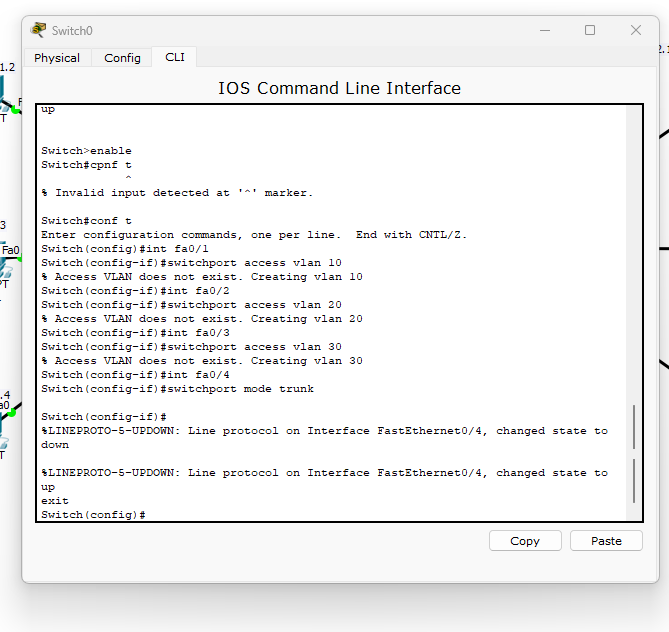 Switch0
Physical
Config
CLI
IOS Command Line Interface
up
Switch>enable
Switch#cpnf t
^
% Invalid input detected at '^' marker.
Switch#conf t
Enter configuration commands, one per line.  End with CNTL/Z.
Switch(config)#int fa0/1
Switch(config-if)#switchport access vlan 10
% Access VLAN does not exist. Creating vlan 10
Switch(config-if)#int fa0/2
Switch(config-if)#switchport access vlan 20
% Access VLAN does not exist. Creating vlan 20
Switch(config-if)#int fa0/3
Switch(config-if)#switchport access vlan 30
% Access VLAN does not exist. Creating vlan 30
Switch(config-if)#int fa0/4
Switch(config-if)#switchport mode trunk
Switch(config-if)#
%LINEPROTO-5-UPDOWN: Line protocol on Interface FastEthernet0/4, changed state to
down
%LINEPROTO-5-UPDOWN: Line protocol on Interface FastEthernet0/4, changed state to
up
exit
Switch(config)#
Copy
Paste
1.2
3
Fa0
.4
a0